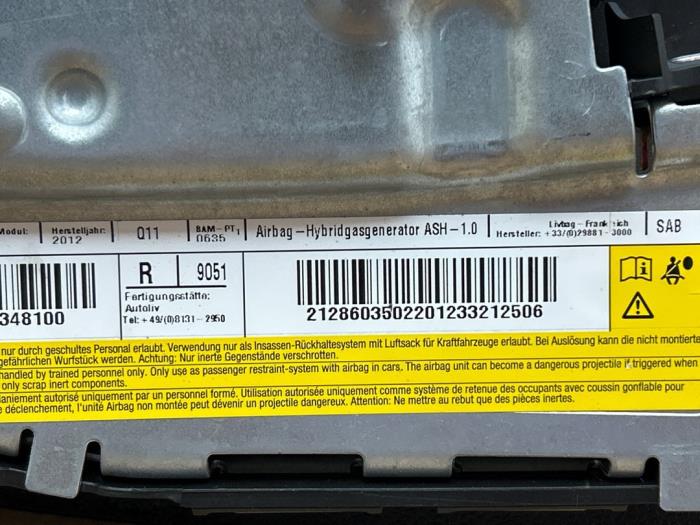 Modul:
Herstelljahr:
2012
Q11
BAM-PT₁
0635
Airbag-Hybridgasgenerator ASH-1.0
Livbag-Frankreich
Hersteller: +33/(0)29881-3000
SAB
348100
R 9051
Fertigungsstätte:
Autoliv
Tel: +49/(0)8131-2950
2128603502201233212506
nur durch geschultes Personal erlaubt. Verwendung nur als Insassen-Rückhaltesystem mit Luftsack für Kraftfahrzeuge erlaubt. Bei Auslösung kann die nicht montierte
gefährlichen Wurfstück werden. Achtung: Nur inerte Gegenstände verschrotten.
handled by trained personnel only. Only use as passenger restraint-system with airbag in cars. The airbag unit can become a dangerous projectile if triggered when
only scrap inert components.
aniement autorisé uniquement par un personnel formé. Utilisation autorisée uniquement comme système de retenue des occupants avec coussin gonflable pour
e déclenchement, l'unité Airbag non montée peut dévenir un projectile dangereux. Attention: Ne mettre au rebut que des pièces inertes.